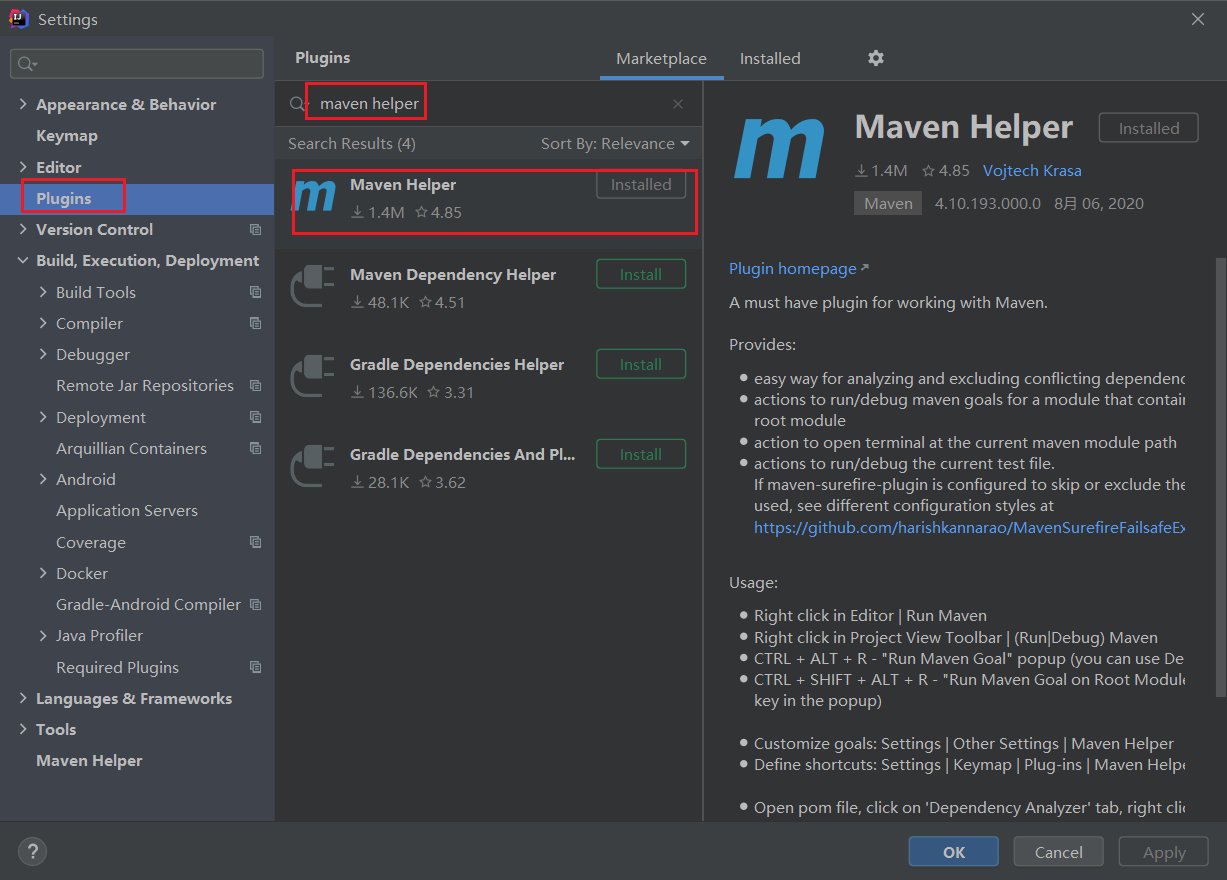 Settings
Plugins
Marketplace
Installed
Appearance & Behavior
Keymap
Editor
Plugins
Version Control
Build, Execution, Deployment
Build Tools
Compiler
Debugger
Remote Jar Repositories
Deployment
Arquillian Containers
Android
Application Servers
Coverage
Docker
Gradle-Android Compiler
Java Profiler
Required Plugins
Languages & Frameworks
Tools
Maven Helper
maven helper
Search Results (4)
Sort By: Relevance
Maven Helper
Installed
1.4M 4.85
Maven Dependency Helper
Install
48.1K 4.51
Gradle Dependencies Helper
Install
136.6K 3.31
Gradle Dependencies And Pl...
Install
28.1K 3.62
Maven Helper
Installed
1.4M 4.85 Vojtech Krasa
Maven 4.10.193.000.0 8月 06, 2020
Plugin homepage
A must have plugin for working with Maven.
Provides:
easy way for analyzing and excluding conflicting dependenc
actions to run/debug maven goals for a module that contain
root module
action to open terminal at the current maven module path
actions to run/debug the current test file.
If maven-surefire-plugin is configured to skip or exclude the
used, see different configuration styles at
https://github.com/harishkannarao/MavenSurefireFailsafeEx
Usage:
Right click in Editor | Run Maven
Right click in Project View Toolbar | (Run|Debug) Maven
CTRL + ALT + R - "Run Maven Goal" popup (you can use De
CTRL + SHIFT + ALT + R - "Run Maven Goal on Root Module
key in the popup)
Customize goals: Settings | Other Settings | Maven Helper
Define shortcuts: Settings | Keymap | Plug-ins | Maven Helpe
Open pom file, click on 'Dependency Analyzer' tab, right clic
?
OK
Cancel
Apply